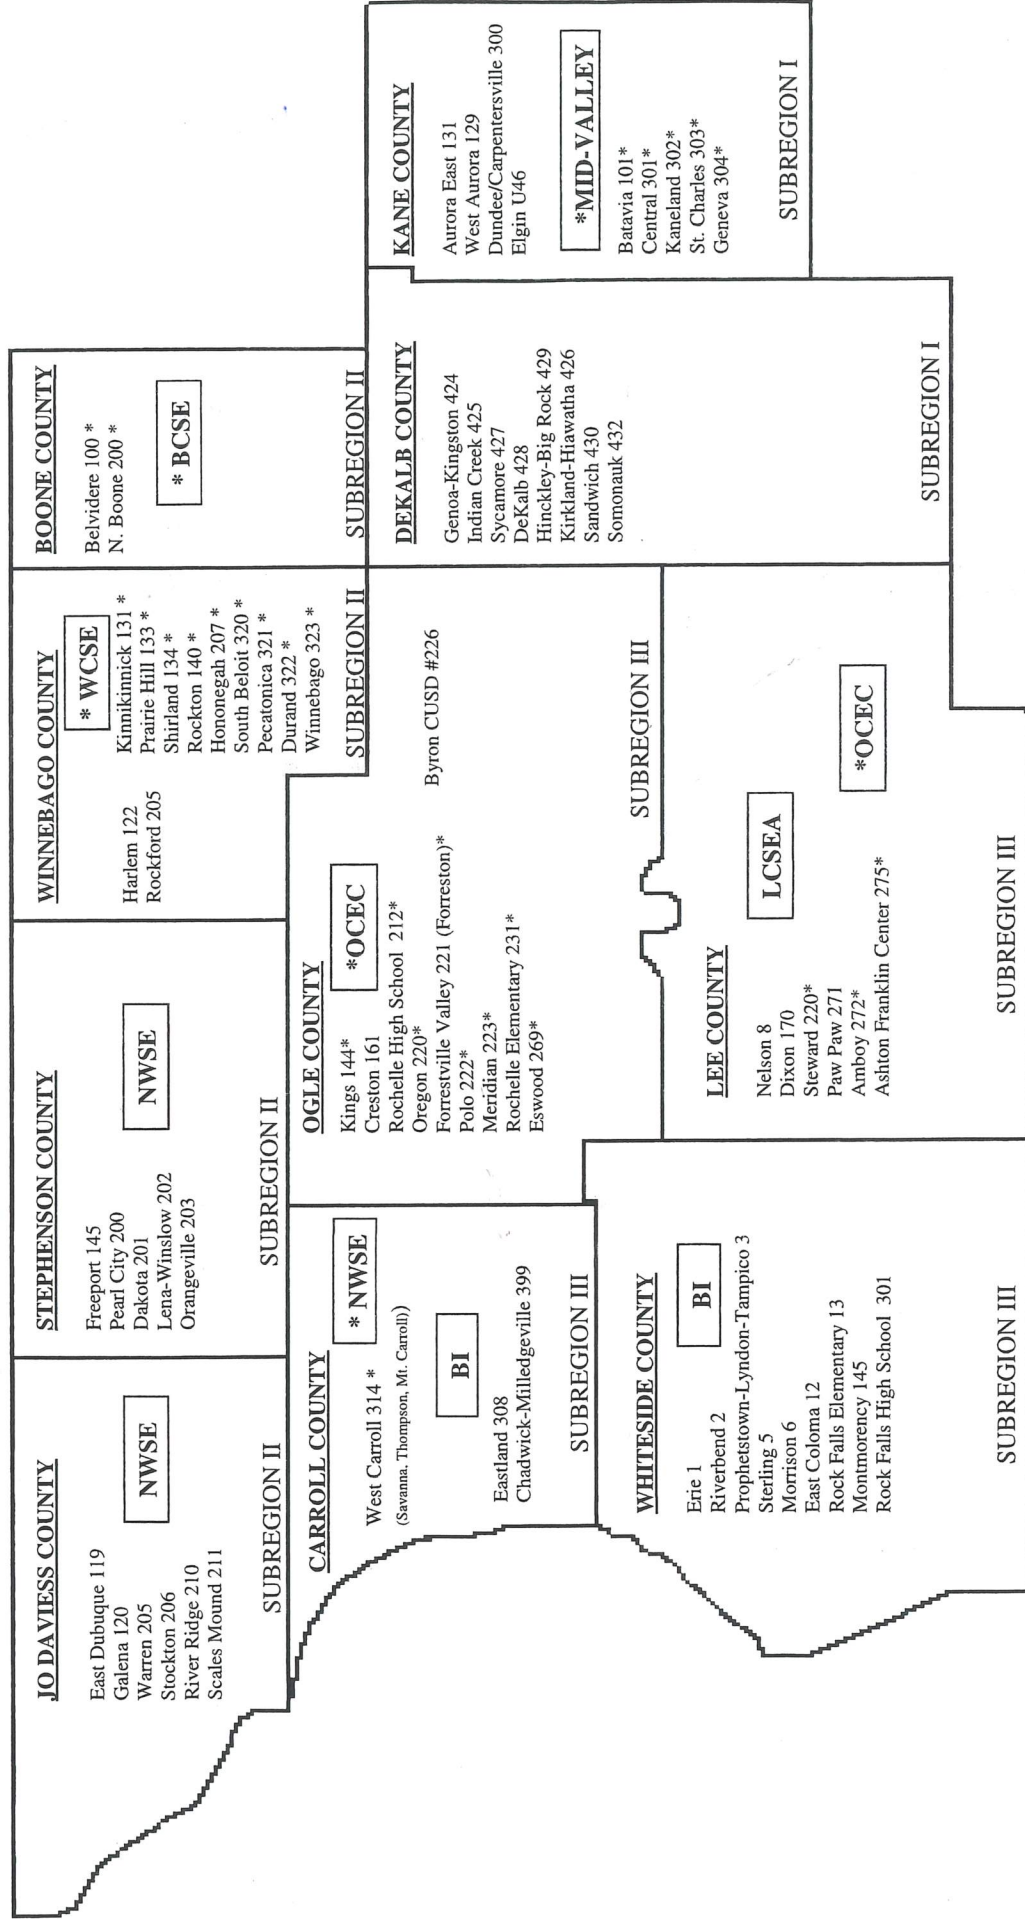 JO DAVIESS COUNTY
NWSE
East Dubuque 119
Galena 120
Warren 205
Stockton 206
River Ridge 210
Scales Mound 211
SUBREGION II
STEPHENSON COUNTY
NWSE
Freeport 145
Pearl City 200
Dakota 201
Lena-Winslow 202
Orangeville 203
SUBREGION II
WINNEBAGO COUNTY
* WCSE
Harlem 122
Rockford 205
Kinnikinnick 131 *
Prairie Hill 133 *
Shirland 134 *
Rockton 140 *
Hononegah 207 *
South Beloit 320 *
Pecatonica 321 *
Durand 322 *
Winnebago 323 *
SUBREGION II
BOONE COUNTY
Belvidere 100 *
N. Boone 200 *
* BCSE
SUBREGION II
CARROLL COUNTY
* NWSE
West Carroll 314 *
(Savanna, Thompson, Mt. Carroll))
BI
Eastland 308
Chadwick-Milledgeville 399
SUBREGION III
OGLE COUNTY
*OCEC
Kings 144*
Creston 161
Rochelle High School 212*
Oregon 220*
Forrestville Valley 221 (Forreston)*
Polo 222*
Meridian 223*
Rochelle Elementary 231*
Eswood 269*
Byron CUSD #226
SUBREGION III
DEKALB COUNTY
Genoa-Kingston 424
Indian Creek 425
Sycamore 427
DeKalb 428
Hinckley-Big Rock 429
Kirkland-Hiawatha 426
Sandwich 430
Somonauk 432
SUBREGION I
KANE COUNTY
Aurora East 131
West Aurora 129
Dundee/Carpentersville 300
Elgin U46
*MID-VALLEY
Batavia 101*
Central 301*
Kaneland 302*
St. Charles 303*
Geneva 304*
SUBREGION I
WHITESIDE COUNTY
BI
Erie 1
Riverbend 2
Prophetstown-Lyndon-Tampico 3
Sterling 5
Morrison 6
East Coloma 12
Rock Falls Elementary 13
Montmorency 145
Rock Falls High School 301
SUBREGION III
LEE COUNTY
LCSEA
Nelson 8
Dixon 170
Steward 220*
Paw Paw 271
Amboy 272*
Ashton Franklin Center 275*
*OCEC
SUBREGION III